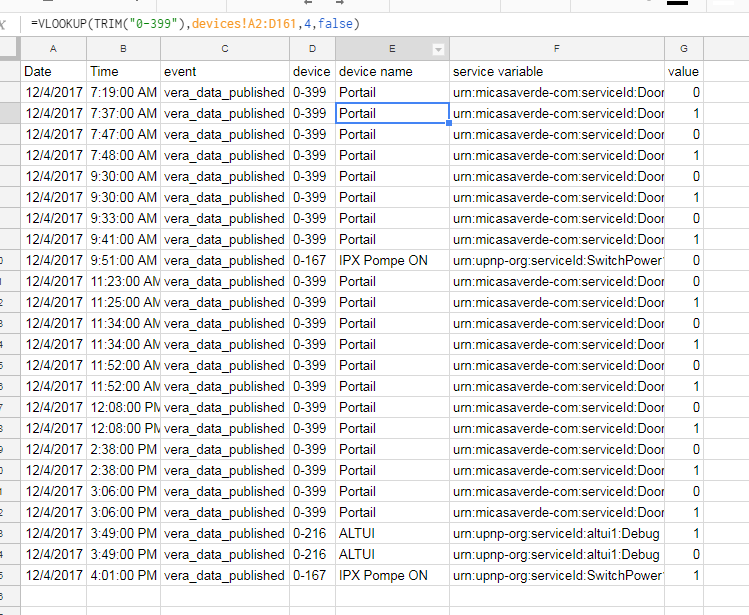 =VLOOKUP(TRIM("0-399"),devices!A2:D161,4,false)
A B C D E F G
Date Time event device device name service variable value
12/4/2017 7:19:00 AM vera_data_published 0-399 Portail urn:micasaverde-com:serviceId:Door 0
12/4/2017 7:37:00 AM vera_data_published 0-399 Portail urn:micasaverde-com:serviceId:Door 1
12/4/2017 7:47:00 AM vera_data_published 0-399 Portail urn:micasaverde-com:serviceId:Door 0
12/4/2017 7:48:00 AM vera_data_published 0-399 Portail urn:micasaverde-com:serviceId:Door 1
12/4/2017 9:30:00 AM vera_data_published 0-399 Portail urn:micasaverde-com:serviceId:Door 0
12/4/2017 9:30:00 AM vera_data_published 0-399 Portail urn:micasaverde-com:serviceId:Door 1
12/4/2017 9:33:00 AM vera_data_published 0-399 Portail urn:micasaverde-com:serviceId:Door 0
12/4/2017 9:41:00 AM vera_data_published 0-399 Portail urn:micasaverde-com:serviceId:Door 1
12/4/2017 9:51:00 AM vera_data_published 0-167 IPX Pompe ON urn:upnp-org:serviceId:SwitchPower 0
12/4/2017 11:23:00 AM vera_data_published 0-399 Portail urn:micasaverde-com:serviceId:Door 0
12/4/2017 11:25:00 AM vera_data_published 0-399 Portail urn:micasaverde-com:serviceId:Door 1
12/4/2017 11:34:00 AM vera_data_published 0-399 Portail urn:micasaverde-com:serviceId:Door 0
12/4/2017 11:34:00 AM vera_data_published 0-399 Portail urn:micasaverde-com:serviceId:Door 1
12/4/2017 11:52:00 AM vera_data_published 0-399 Portail urn:micasaverde-com:serviceId:Door 0
12/4/2017 11:52:00 AM vera_data_published 0-399 Portail urn:micasaverde-com:serviceId:Door 1
12/4/2017 12:08:00 PM vera_data_published 0-399 Portail urn:micasaverde-com:serviceId:Door 0
12/4/2017 12:08:00 PM vera_data_published 0-399 Portail urn:micasaverde-com:serviceId:Door 1
12/4/2017 2:38:00 PM vera_data_published 0-399 Portail urn:micasaverde-com:serviceId:Door 0
12/4/2017 2:38:00 PM vera_data_published 0-399 Portail urn:micasaverde-com:serviceId:Door 1
12/4/2017 3:06:00 PM vera_data_published 0-399 Portail urn:micasaverde-com:serviceId:Door 0
12/4/2017 3:06:00 PM vera_data_published 0-399 Portail urn:micasaverde-com:serviceId:Door 1
12/4/2017 3:49:00 PM vera_data_published 0-216 ALTUI urn:upnp-org:serviceId:altui1:Debug 1
12/4/2017 3:49:00 PM vera_data_published 0-216 ALTUI urn:upnp-org:serviceId:altui1:Debug 0
12/4/2017 4:01:00 PM vera_data_published 0-167 IPX Pompe ON urn:upnp-org:serviceId:SwitchPower 1